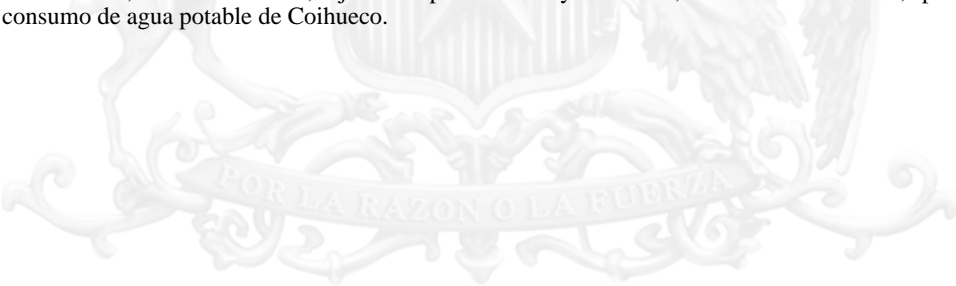 consumo de agua potable de Coihueco.
POR LA RAZON O LA FUERZA